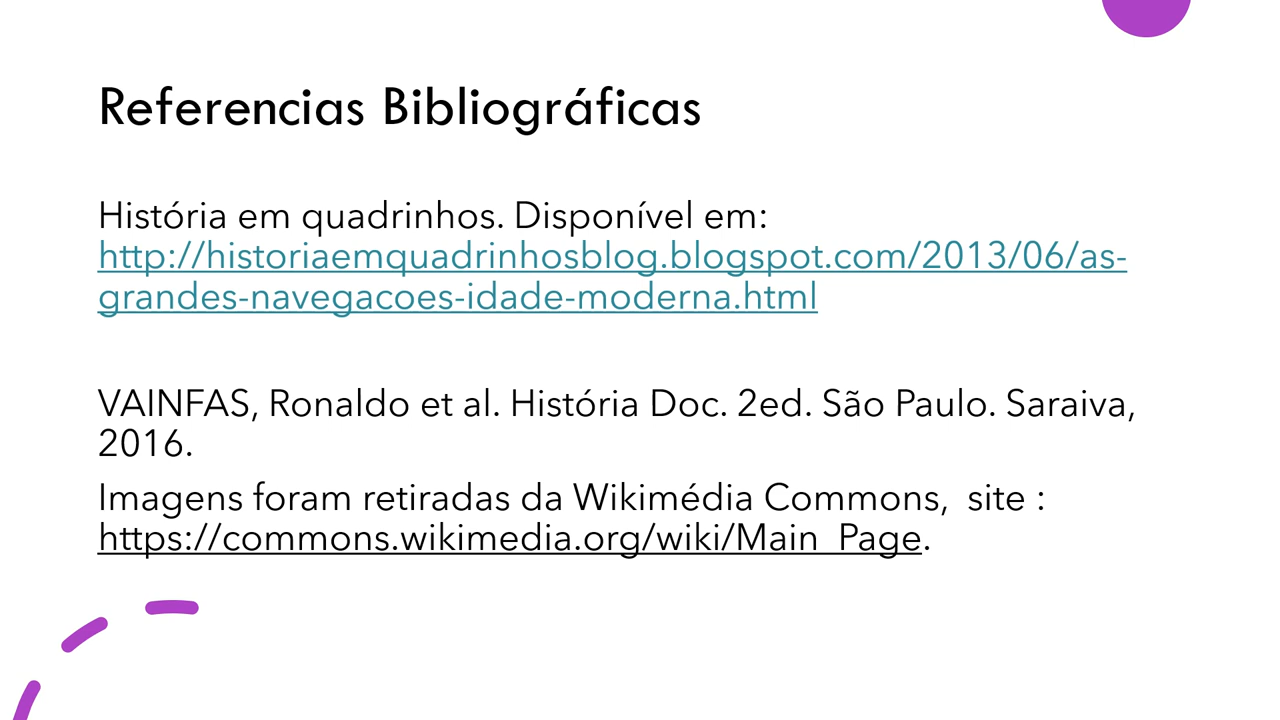 Referencias Bibliográficas
História em quadrinhos. Disponível em:
http://historiaemquadrinhosblog.blogspot.com/2013/06/as-
grandes-navegacoes-idade-moderna.html
VAINFAS, Ronaldo et al. História Doc. 2ed. São Paulo. Saraiva,
2016.
Imagens foram retiradas da Wikimédia Commons,  site :
https://commons.wikimedia.org/wiki/Main_Page.